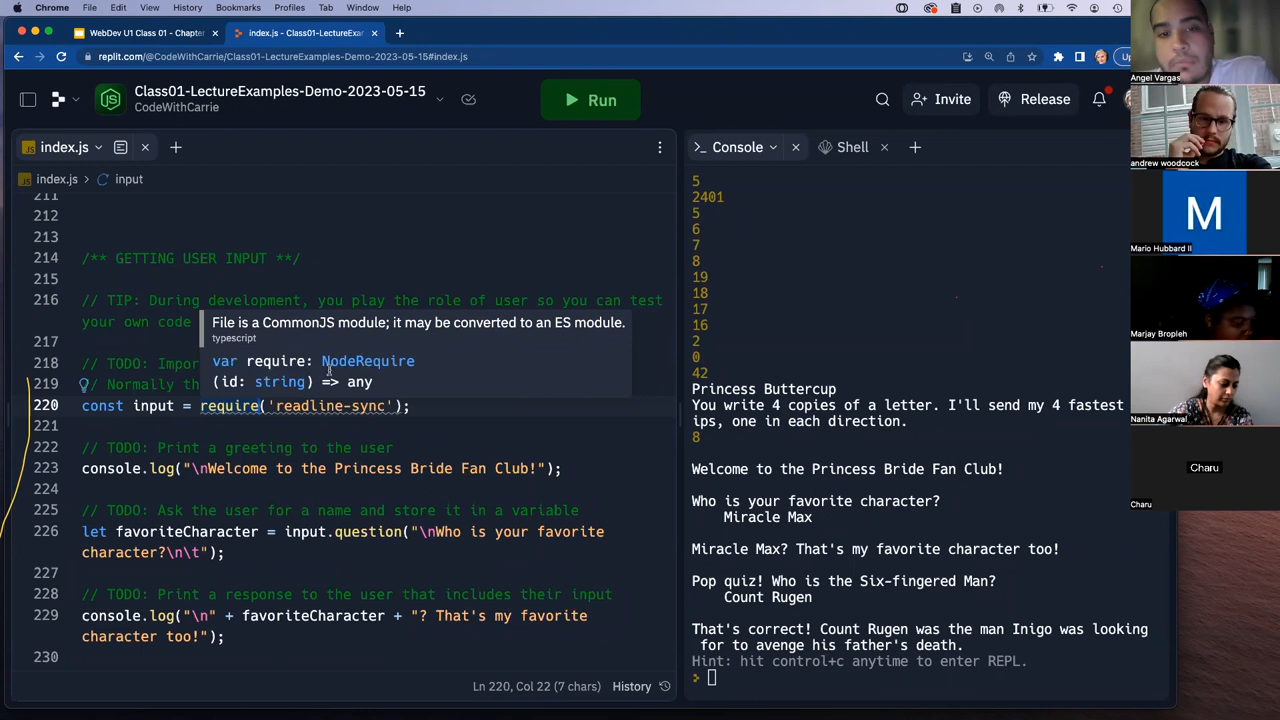 Chrome File Edit View History Bookmarks Profiles Tab Window Help
WebDev U1 Class 01 - Chapter
index.js - Class01-LectureExa
replit.com/@CodeWithCarrie/Class01-LectureExamples-Demo-2023-05-15#index.js
Class01-LectureExamples-Demo-2023-05-15
CodeWithCarrie
Run
Invite
Release
index.js
index.js > input
211
212
213
214 /** GETTING USER INPUT **/
215
216 // TIP: During development, you play the role of user so you can test
your own code
217
218 // TODO: Impor
219 // Normally th
File is a CommonJS module; it may be converted to an ES module.
typescript
var require: NodeRequire
(id: string) => any
220 const input = require('readline-sync');
221
222 // TODO: Print a greeting to the user
223 console.log("\nWelcome to the Princess Bride Fan Club!");
224
225 // TODO: Ask the user for a name and store it in a variable
226 let favoriteCharacter = input.question("\nWho is your favorite
character?\n\t");
227
228 // TODO: Print a response to the user that includes their input
229 console.log("\n" + favoriteCharacter + "? That's my favorite
character too!");
230
Ln 220, Col 22 (7 chars) History
Console
Shell
5
2401
5
6
7
8
19
18
17
16
2
0
42
Princess Buttercup
You write 4 copies of a letter. I'll send my 4 fastest
ips, one in each direction.
8
Welcome to the Princess Bride Fan Club!
Who is your favorite character?
Miracle Max
Miracle Max? That's my favorite character too!
Pop quiz! Who is the Six-fingered Man?
Count Rugen
That's correct! Count Rugen was the man Inigo was looking
for to avenge his father's death.
Hint: hit control+c anytime to enter REPL.
>
Angel Vargas
andrew woodcock
M
Mario Hubbard II
Marjay Bropleh
Nanita Agarwal
Charu
Charu